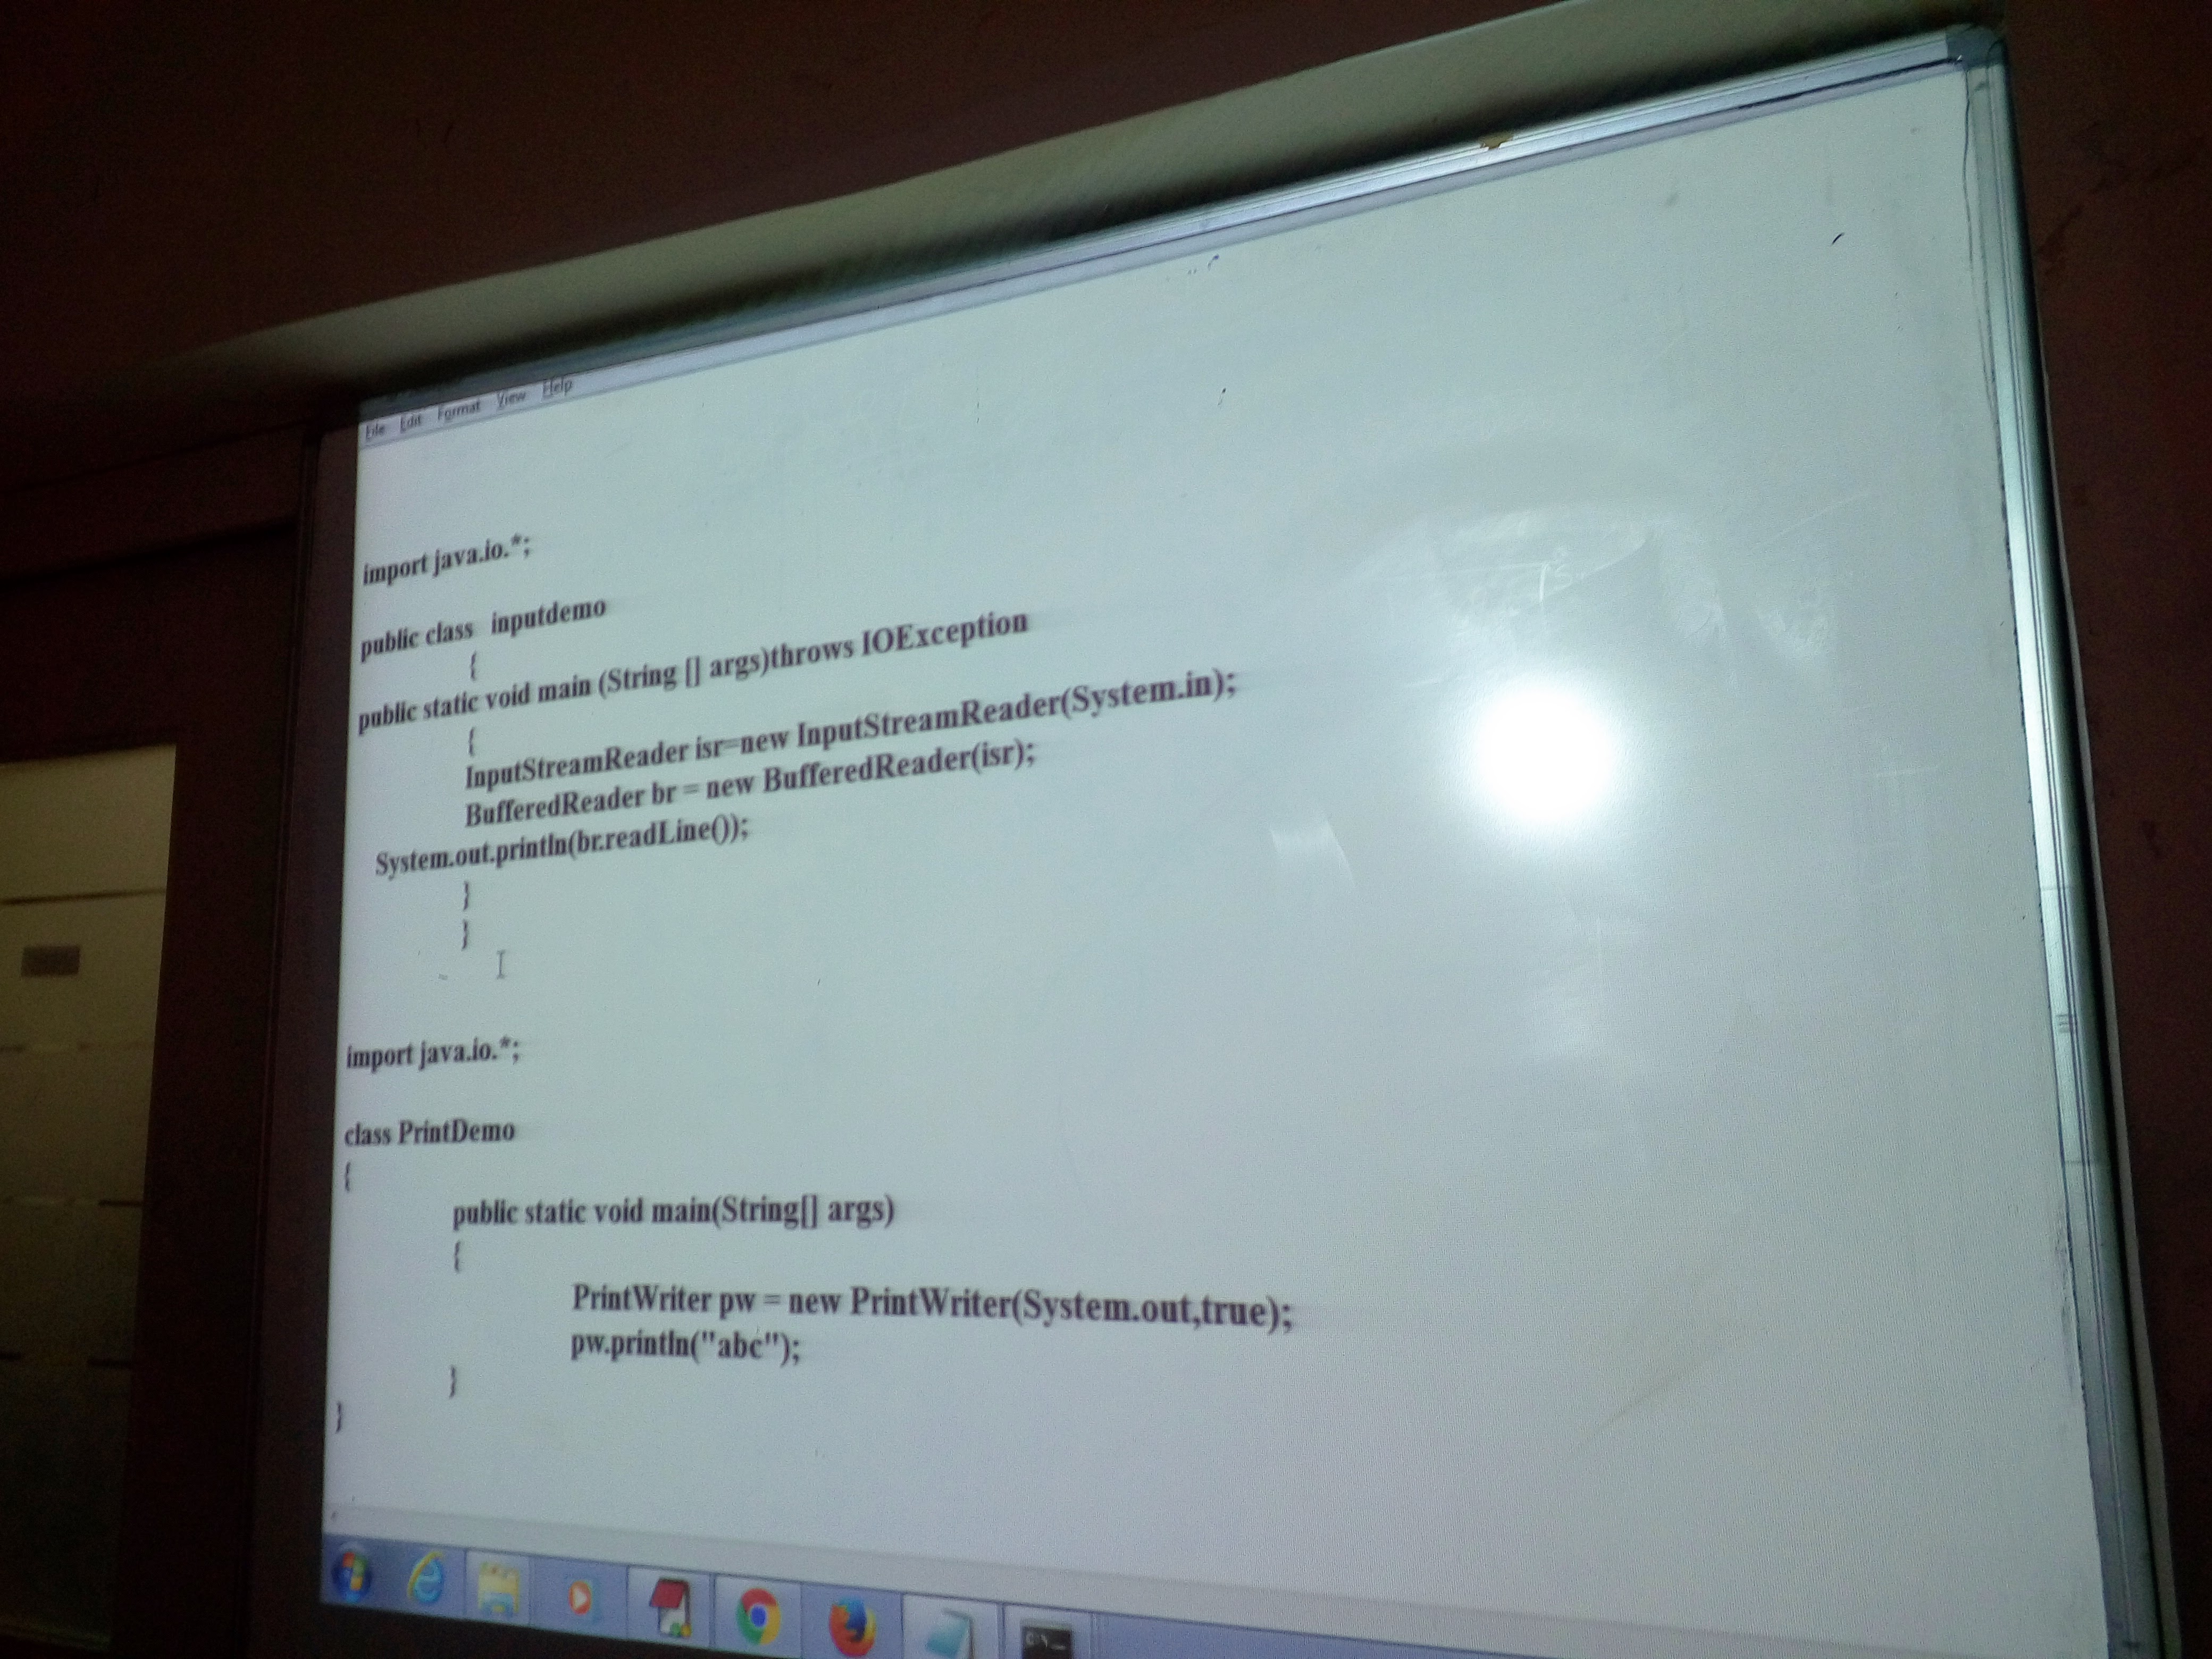 File Edit Format View Help
import java.io.*;
public class inputdemo
{
public static void main (String [] args)throws IOException
{
InputStreamReader isr=new InputStreamReader(System.in);
BufferedReader br = new BufferedReader(isr);
System.out.println(br.readLine());
}
}
import java.io.*;
class PrintDemo
{
public static void main(String[] args)
{
PrintWriter pw = new PrintWriter(System.out,true);
pw.println("abc");
}
}